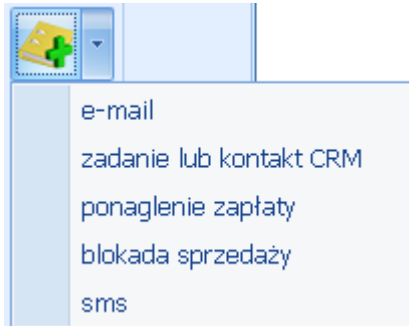 e-mail
zadanie lub kontakt CRM
ponaglenie zapłaty
blokada sprzedaży
sms